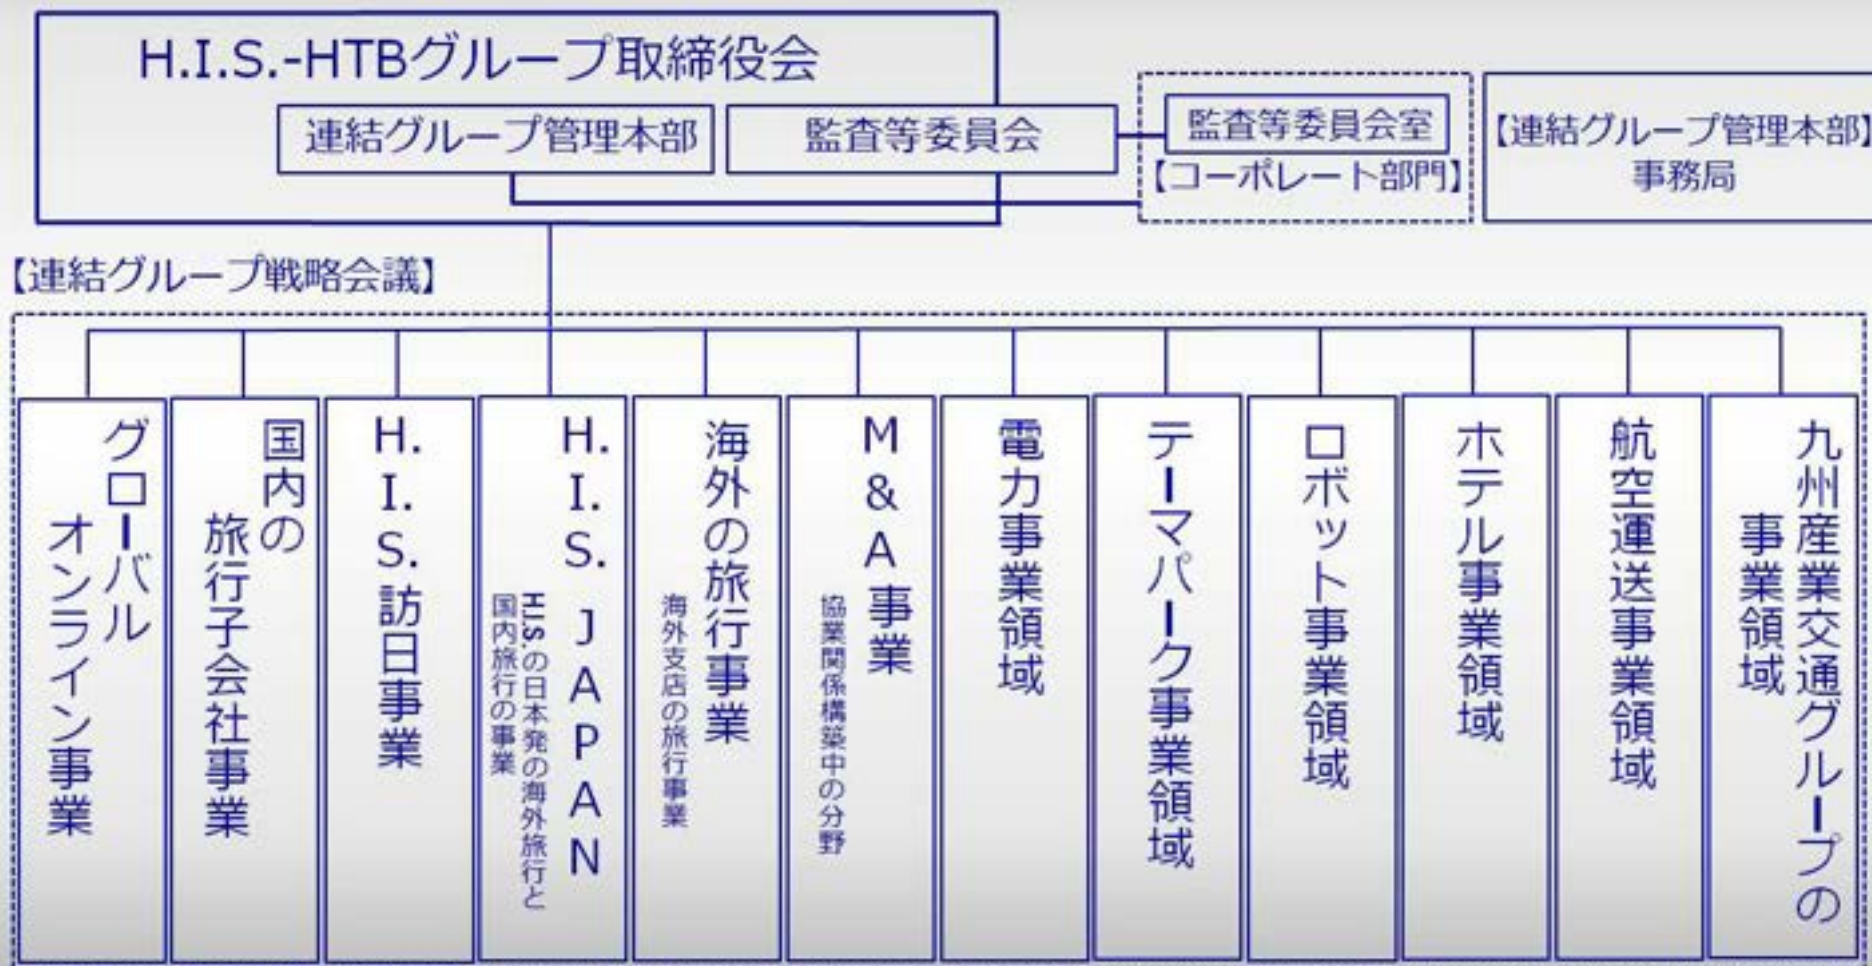 H.I.S.-HTBグループ取締役会
連結グループ管理本部
監査等委員会
監査等委員会室
【コーポレート部門】
【連結グループ管理本部】
事務局
【連結グループ戦略会議】
グローバル
オンライン事業
国内の
旅行子会社事業
H.I.S.訪日事業
H.I.S. JAPAN
H.I.S.の日本発の海外旅行と
国内旅行の事業
海外の旅行事業
海外支店の旅行事業
M&A事業
協業関係構築中の分野
電力事業領域
テーマパーク事業領域
ロボット事業領域
ホテル事業領域
航空運送事業領域
九州産業交通グループの
事業領域